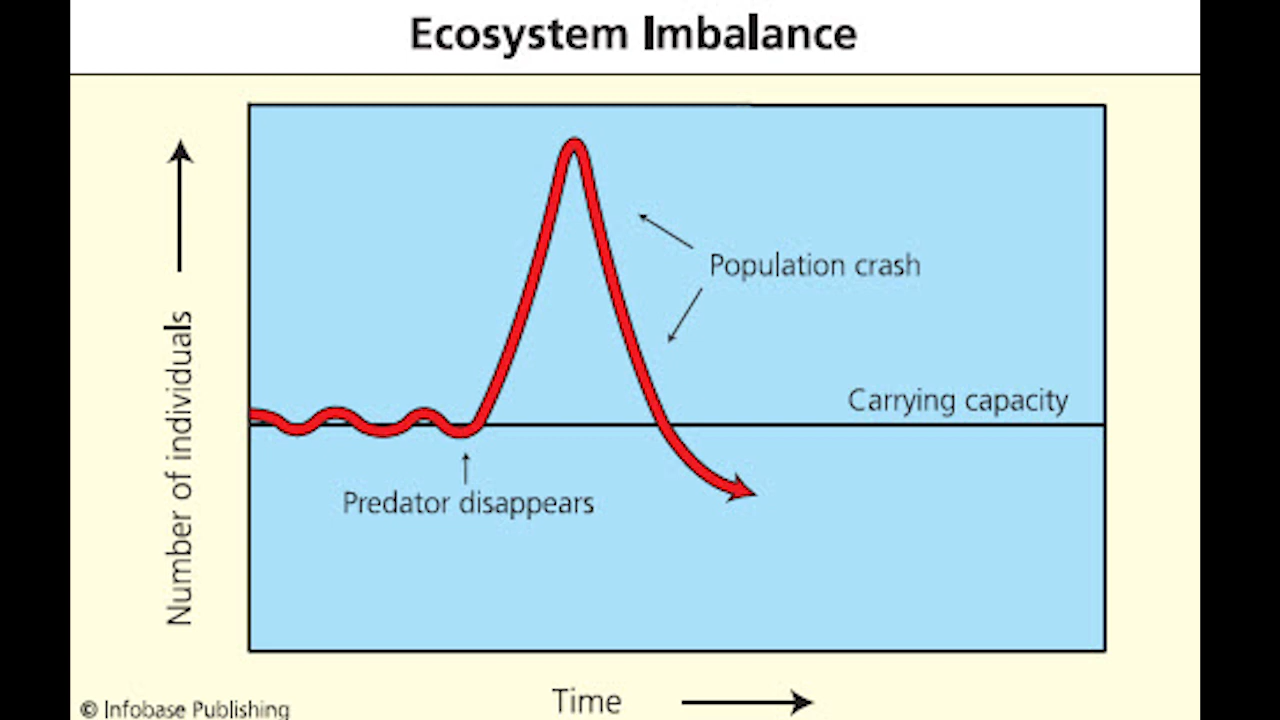 Ecosystem Imbalance
Number of individuals
Population crash
Carrying capacity
Predator disappears
Time
© Infobase Publishing